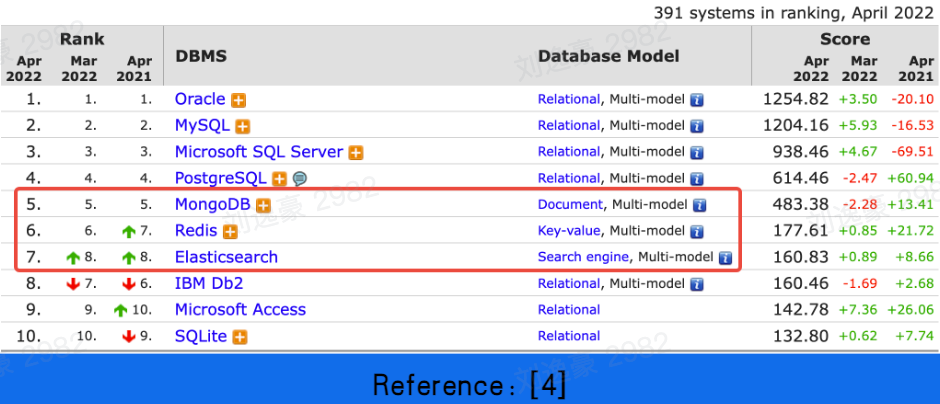 391 systems in ranking, April 2022
Rank Score
Apr 2022 Mar 2022 Apr 2021 DBMS Database Model Apr 2022 Mar 2022 Apr 2021
1. 1. 1. Oracle Relational, Multi-model 1254.82 +3.50 -20.10
2. 2. 2. MySQL Relational, Multi-model 1204.16 +5.93 -16.53
3. 3. 3. Microsoft SQL Server Relational, Multi-model 938.46 +4.67 -69.51
4. 4. 4. PostgreSQL Relational, Multi-model 614.46 -2.47 +60.94
5. 5. 5. MongoDB Document, Multi-model 483.38 -2.28 +13.41
6. 6. 7. Redis Key-value, Multi-model 177.61 +0.85 +21.72
7. 8. 8. Elasticsearch Search engine, Multi-model 160.83 +0.89 +8.66
8. 7. 6. IBM Db2 Relational, Multi-model 160.46 -1.69 +2.68
9. 9. 10. Microsoft Access Relational 142.78 +7.36 +26.06
10. 10. 9. SQLite Relational 132.80 +0.62 +7.74
Reference：[4]
刘逸豪 2982